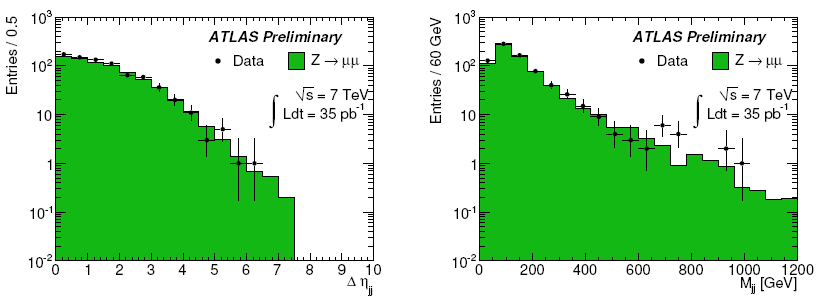 ATLAS Preliminary
Data
Z → μμ
√s = 7 TeV
∫ Ldt = 35 pb⁻¹
Entries / 0.5
10³
10²
10
1
10⁻¹
10⁻²
0 1 2 3 4 5 6 7 8 9 10
Δ η_jj
ATLAS Preliminary
Data
Z → μμ
√s = 7 TeV
∫ Ldt = 35 pb⁻¹
Entries / 60 GeV
10³
10²
10
1
10⁻¹
10⁻²
0 200 400 600 800 1000 1200
M_jj [GeV]